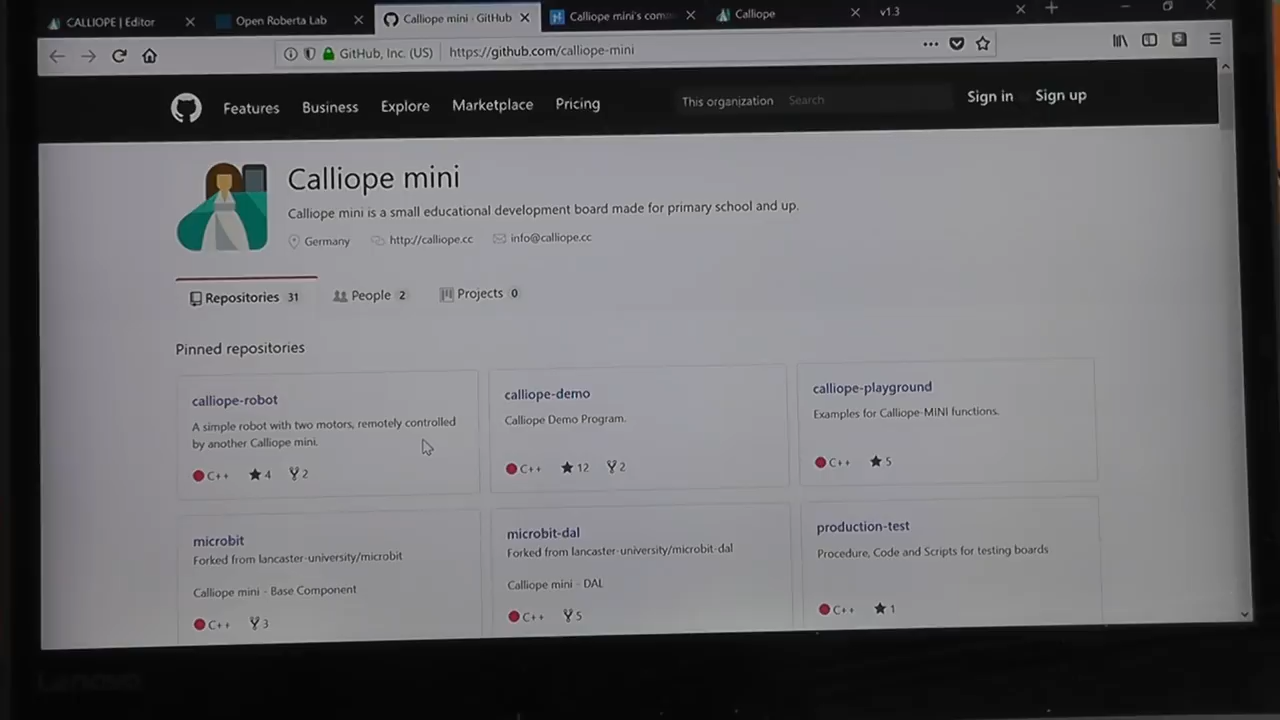 CALLIOPE | Editor
Open Roberta Lab
Calliope mini · GitHub
Calliope mini's com
Calliope
v1.3
GitHub, Inc. (US)
https://github.com/calliope-mini
Features
Business
Explore
Marketplace
Pricing
This organization
Search
Sign in
Sign up
Calliope mini
Calliope mini is a small educational development board made for primary school and up.
Germany
http://calliope.cc
info@calliope.cc
Repositories 31
People 2
Projects 0
Pinned repositories
calliope-robot
A simple robot with two motors, remotely controlled
by another Calliope mini.
C++ 4 2
calliope-demo
Calliope Demo Program.
C++ 12 2
calliope-playground
Examples for Calliope-MINI functions.
C++ 5
microbit
Forked from lancaster-university/microbit
Calliope mini - Base Component
C++ 3
microbit-dal
Forked from lancaster-university/microbit-dal
Calliope mini - DAL
C++ 5
production-test
Procedure, Code and Scripts for testing boards
C++ 1
Lenovo